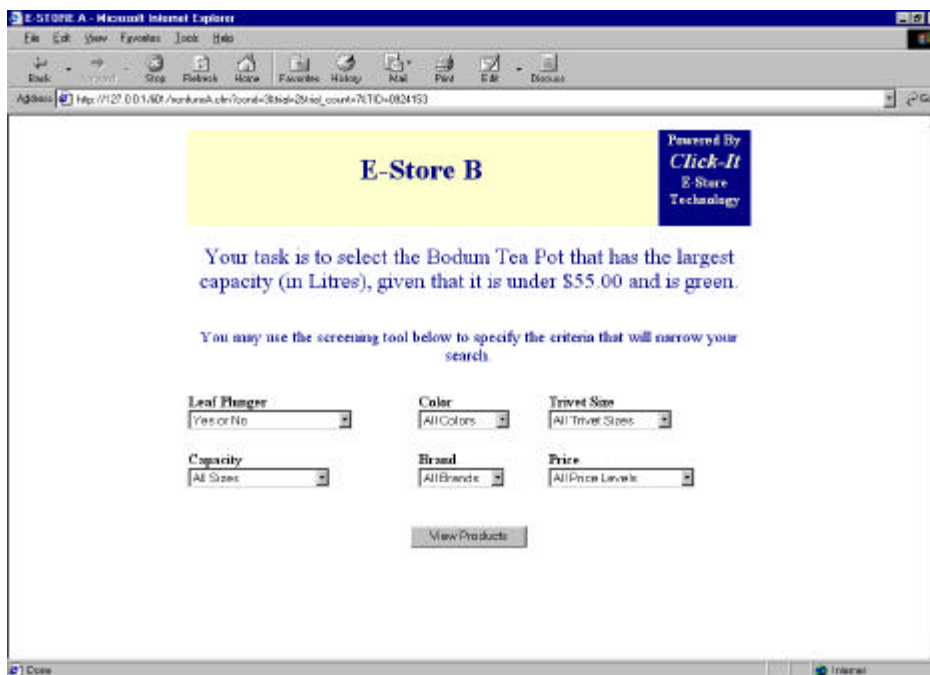 E-STORE A - Microsoft Internet Explorer
File Edit View Favorites Tools Help
Back Forward Stop Refresh Home Favorites History Mail Print Edit Discuss
Address
E-Store B
Powered By
Click-It
E-Store
Technology
Your task is to select the Bodum Tea Pot that has the largest
capacity (in Litres), given that it is under $55.00 and is green.
You may use the screening tool below to specify the criteria that will narrow your
search.
Leaf Plunger Color Trivet Size
Yes or No All Colors All Trivet Sizes
Capacity Brand Price
All Sizes All Brands All Price Levels
View Products
Done Internet